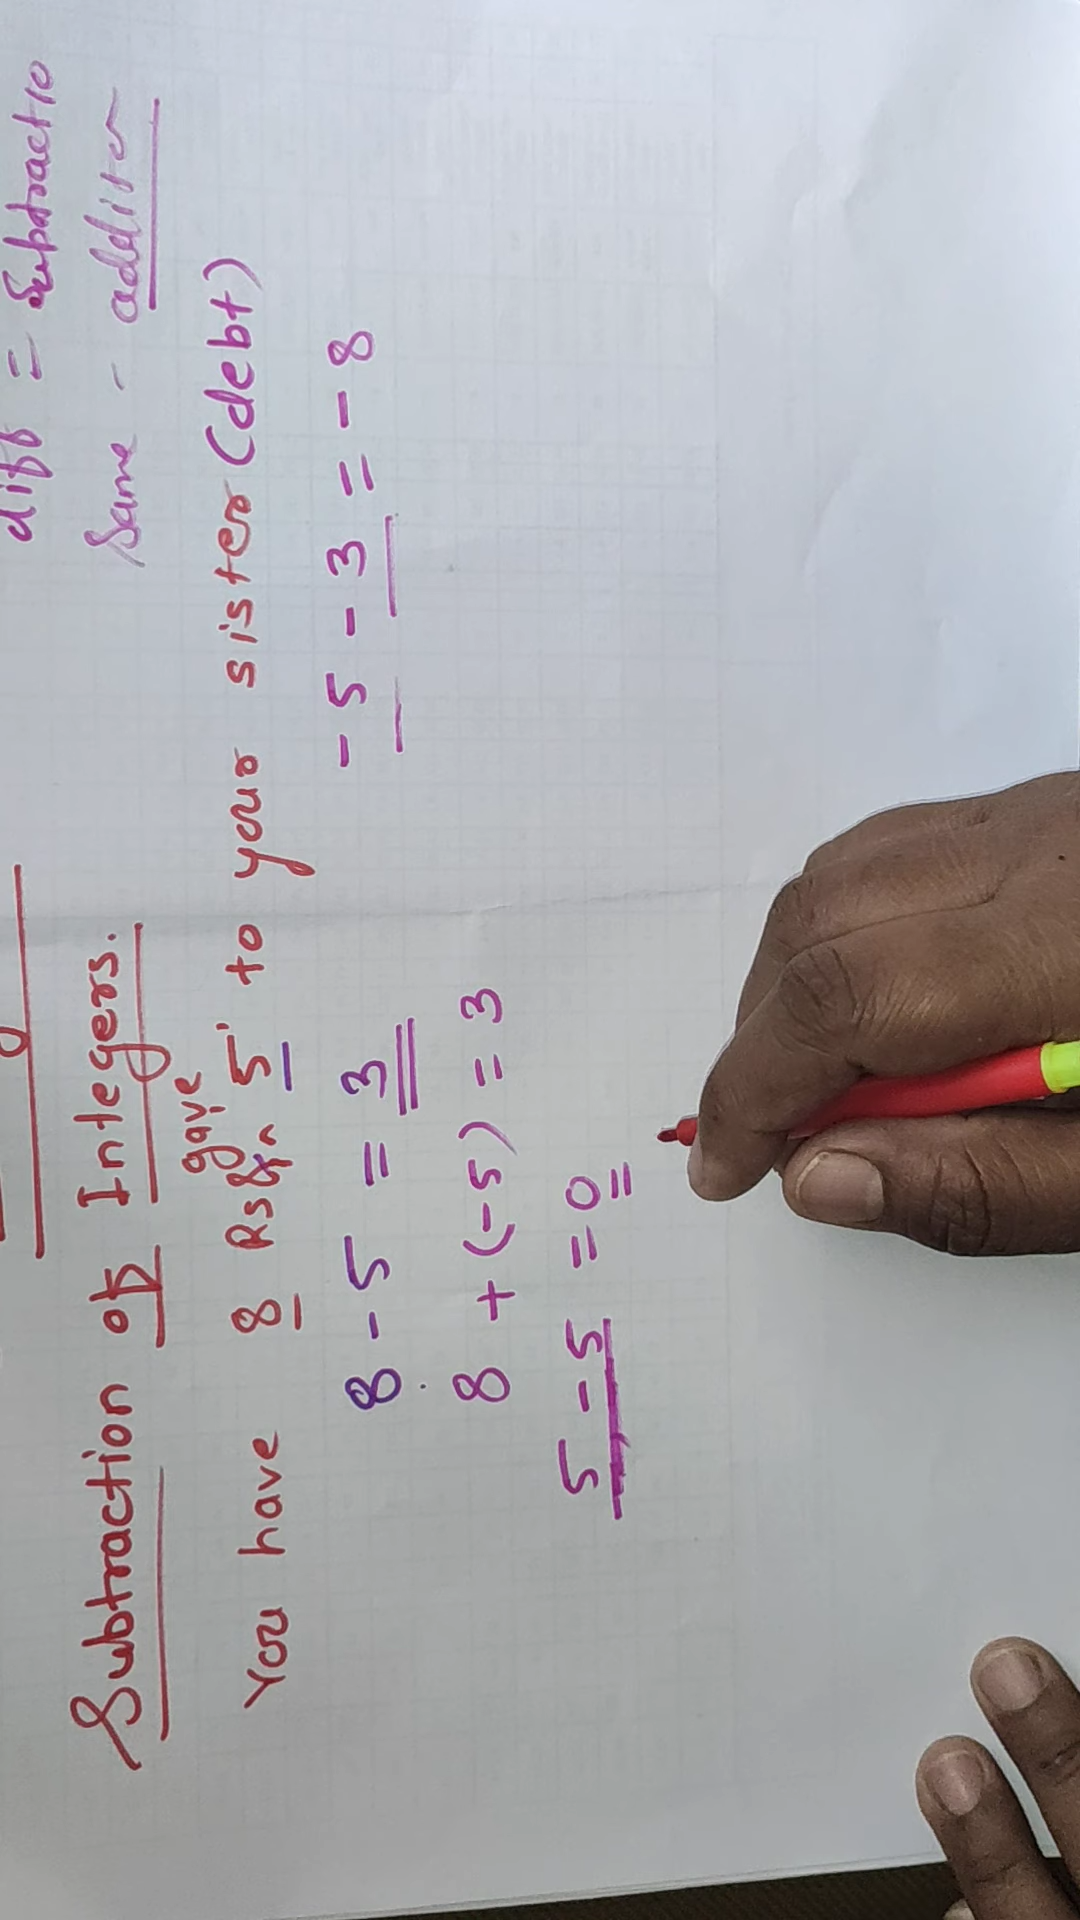 diff = Subtractio
Same - addition
Subtraction of Integers.
gave
You have 8 Rs & 5 to your sister (debt)
8 - 5 = 3
- 5 - 3 = - 8
8 + (-5) = 3
5 - 5 = 0